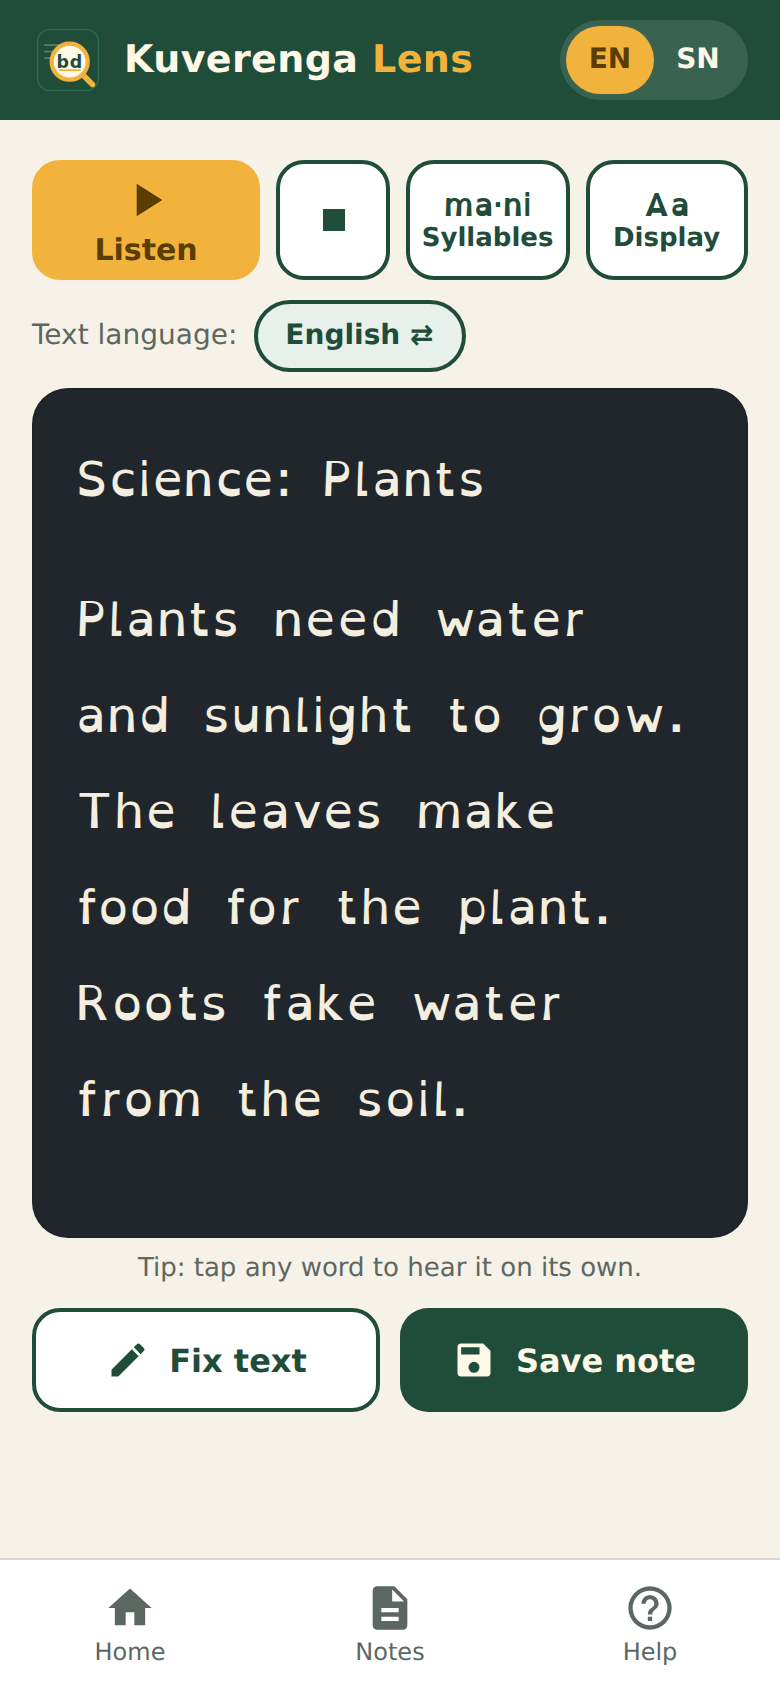 bd
Kuverenga Lens
EN SN
Listen
ma·ni
Syllables
Aa
Display
Text language: English ⇄
Science: Plants
Plants need water
and sunlight to grow.
The leaves make
food for the plant.
Roots fake water
from the soil.
Tip: tap any word to hear it on its own.
Fix text
Save note
Home
Notes
Help